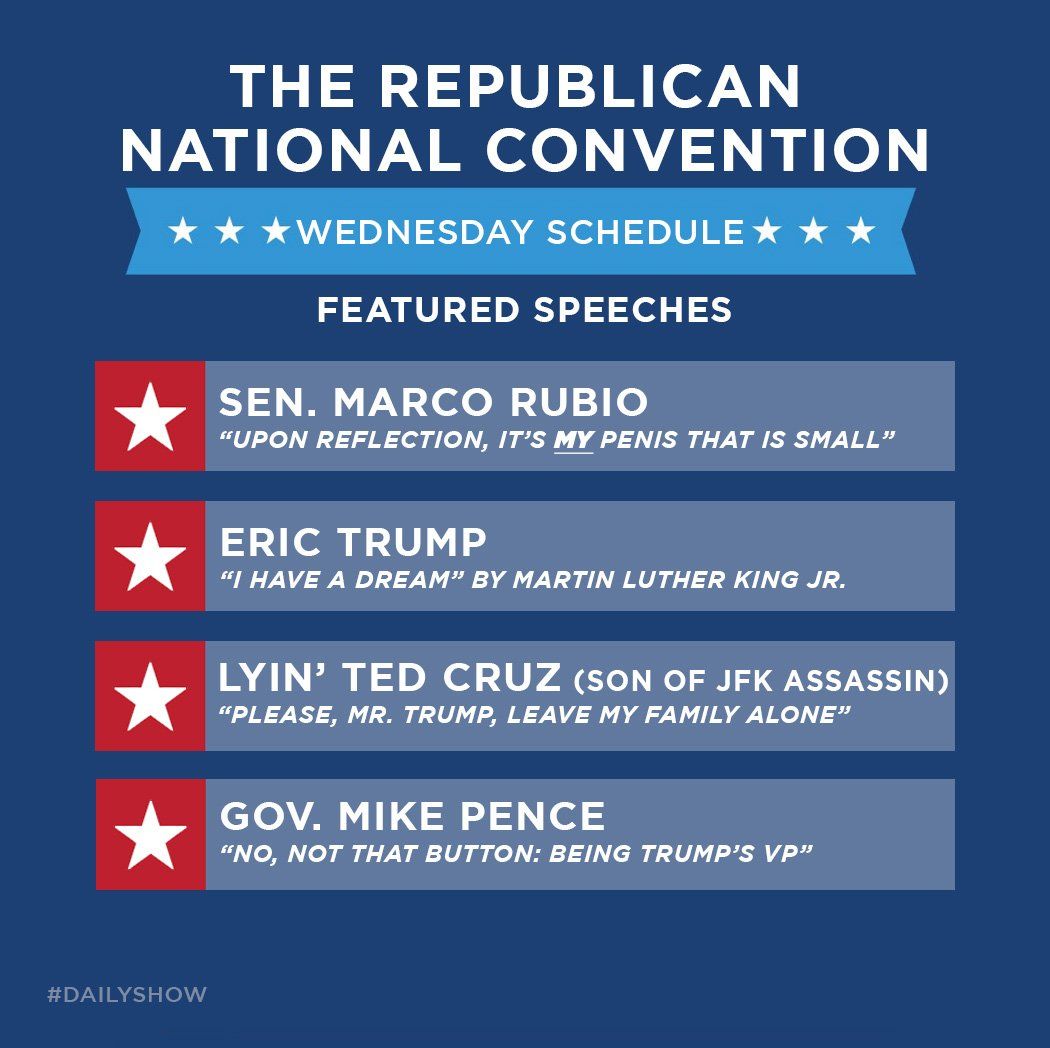 THE REPUBLICAN
NATIONAL CONVENTION
WEDNESDAY SCHEDULE
FEATURED SPEECHES
SEN. MARCO RUBIO
“UPON REFLECTION, IT’S MY PENIS THAT IS SMALL”
ERIC TRUMP
“I HAVE A DREAM” BY MARTIN LUTHER KING JR.
LYIN’ TED CRUZ (SON OF JFK ASSASSIN)
“PLEASE, MR. TRUMP, LEAVE MY FAMILY ALONE”
GOV. MIKE PENCE
“NO, NOT THAT BUTTON: BEING TRUMP’S VP”
#DAILYSHOW